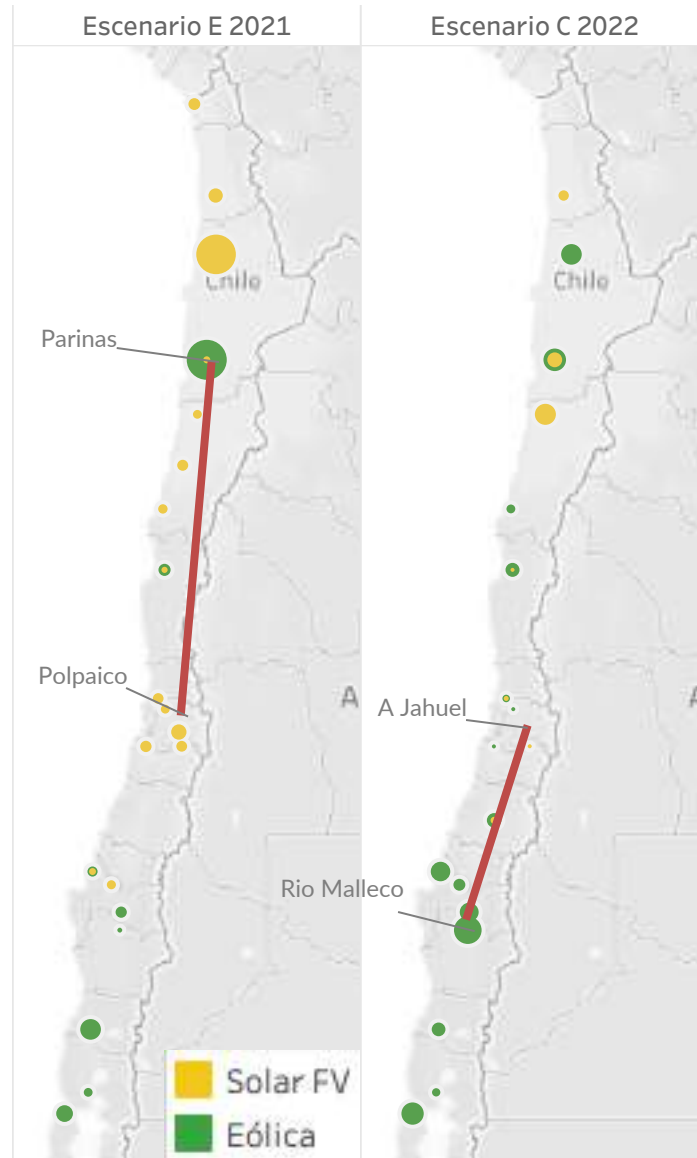 Escenario E 2021
Escenario C 2022
Chile
Chile
Parinas
Polpaico
A
A Jahuel
A
Rio Malleco
Solar FV
Eólica